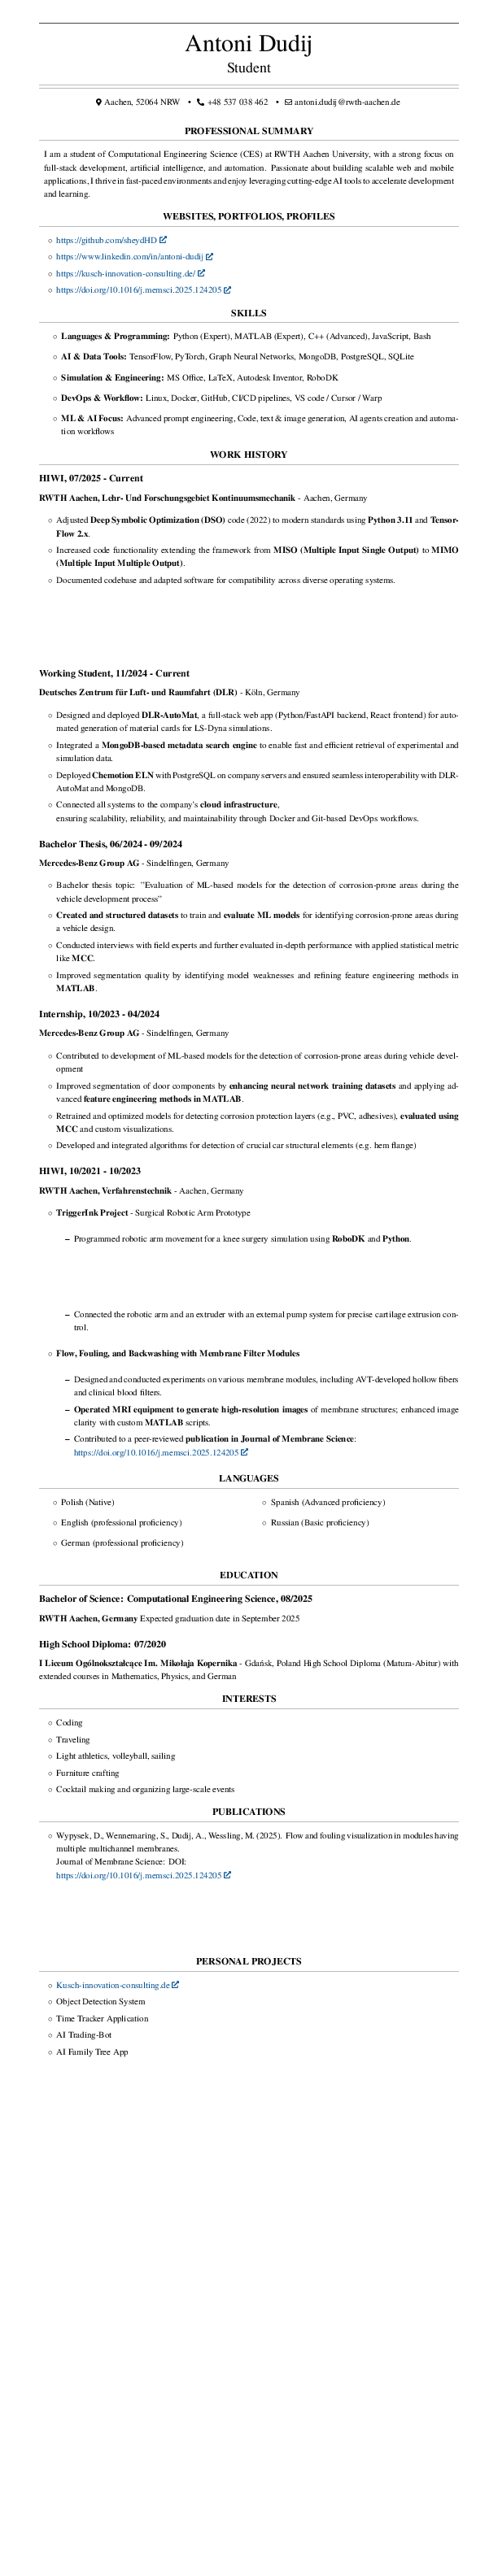 Antoni Dudij
Student
Aachen, 52064 NRW • +48 537 038 462 • antoni.dudij@rwth-aachen.de
PROFESSIONAL SUMMARY
I am a student of Computational Engineering Science (CES) at RWTH Aachen University, with a strong focus on
full-stack development, artificial intelligence, and automation. Passionate about building scalable web and mobile
applications, I thrive in fast-paced environments and enjoy leveraging cutting-edge AI tools to accelerate development
and learning.
WEBSITES, PORTFOLIOS, PROFILES
○ https://github.com/sheydHD
○ https://www.linkedin.com/in/antoni-dudij
○ https://kusch-innovation-consulting.de/
○ https://doi.org/10.1016/j.memsci.2025.124205
SKILLS
○ Languages & Programming: Python (Expert), MATLAB (Expert), C++ (Advanced), JavaScript, Bash
○ AI & Data Tools: TensorFlow, PyTorch, Graph Neural Networks, MongoDB, PostgreSQL, SQLite
○ Simulation & Engineering: MS Office, LaTeX, Autodesk Inventor, RoboDK
○ DevOps & Workflow: Linux, Docker, GitHub, CI/CD pipelines, VS code / Cursor / Warp
○ ML & AI Focus: Advanced prompt engineering, Code, text & image generation, AI agents creation and automa-
tion workflows
WORK HISTORY
HIWI, 07/2025 - Current
RWTH Aachen, Lehr- Und Forschungsgebiet Kontinuumsmechanik - Aachen, Germany
○ Adjusted Deep Symbolic Optimization (DSO) code (2022) to modern standards using Python 3.11 and Tensor-
Flow 2.x.
○ Increased code functionality extending the framework from MISO (Multiple Input Single Output) to MIMO
(Multiple Input Multiple Output).
○ Documented codebase and adapted software for compatibility across diverse operating systems.
Working Student, 11/2024 - Current
Deutsches Zentrum für Luft- und Raumfahrt (DLR) - Köln, Germany
○ Designed and deployed DLR-AutoMat, a full-stack web app (Python/FastAPI backend, React frontend) for auto-
mated generation of material cards for LS-Dyna simulations.
○ Integrated a MongoDB-based metadata search engine to enable fast and efficient retrieval of experimental and
simulation data.
○ Deployed Chemotion ELN with PostgreSQL on company servers and ensured seamless interoperability with DLR-
AutoMat and MongoDB.
○ Connected all systems to the company's cloud infrastructure,
ensuring scalability, reliability, and maintainability through Docker and Git-based DevOps workflows.
Bachelor Thesis, 06/2024 - 09/2024
Mercedes-Benz Group AG - Sindelfingen, Germany
○ Bachelor thesis topic: "Evaluation of ML-based models for the detection of corrosion-prone areas during the
vehicle development process"
○ Created and structured datasets to train and evaluate ML models for identifying corrosion-prone areas during
a vehicle design.
○ Conducted interviews with field experts and further evaluated in-depth performance with applied statistical metric
like MCC.
○ Improved segmentation quality by identifying model weaknesses and refining feature engineering methods in
MATLAB.
Internship, 10/2023 - 04/2024
Mercedes-Benz Group AG - Sindelfingen, Germany
○ Contributed to development of ML-based models for the detection of corrosion-prone areas during vehicle devel-
opment
○ Improved segmentation of door components by enhancing neural network training datasets and applying ad-
vanced feature engineering methods in MATLAB.
○ Retrained and optimized models for detecting corrosion protection layers (e.g., PVC, adhesives), evaluated using
MCC and custom visualizations.
○ Developed and integrated algorithms for detection of crucial car structural elements (e.g. hem flange)
HIWI, 10/2021 - 10/2023
RWTH Aachen, Verfahrenstechnik - Aachen, Germany
○ TriggerInk Project - Surgical Robotic Arm Prototype
– Programmed robotic arm movement for a knee surgery simulation using RoboDK and Python.
– Connected the robotic arm and an extruder with an external pump system for precise cartilage extrusion con-
trol.
○ Flow, Fouling, and Backwashing with Membrane Filter Modules
– Designed and conducted experiments on various membrane modules, including AVT-developed hollow fibers
and clinical blood filters.
– Operated MRI equipment to generate high-resolution images of membrane structures; enhanced image
clarity with custom MATLAB scripts.
– Contributed to a peer-reviewed publication in Journal of Membrane Science:
https://doi.org/10.1016/j.memsci.2025.124205
LANGUAGES
○ Polish (Native)
○ English (professional proficiency)
○ German (professional proficiency)
○ Spanish (Advanced proficiency)
○ Russian (Basic proficiency)
EDUCATION
Bachelor of Science: Computational Engineering Science, 08/2025
RWTH Aachen, Germany Expected graduation date in September 2025
High School Diploma: 07/2020
I Liceum Ogólnokształcące Im. Mikołaja Kopernika - Gdańsk, Poland High School Diploma (Matura-Abitur) with
extended courses in Mathematics, Physics, and German
INTERESTS
○ Coding
○ Traveling
○ Light athletics, volleyball, sailing
○ Furniture crafting
○ Cocktail making and organizing large-scale events
PUBLICATIONS
○ Wypysek, D., Wennemaring, S., Dudij, A., Wessling, M. (2025). Flow and fouling visualization in modules having
multiple multichannel membranes.
Journal of Membrane Science: DOI:
https://doi.org/10.1016/j.memsci.2025.124205
PERSONAL PROJECTS
○ Kusch-innovation-consulting.de
○ Object Detection System
○ Time Tracker Application
○ AI Trading-Bot
○ AI Family Tree App